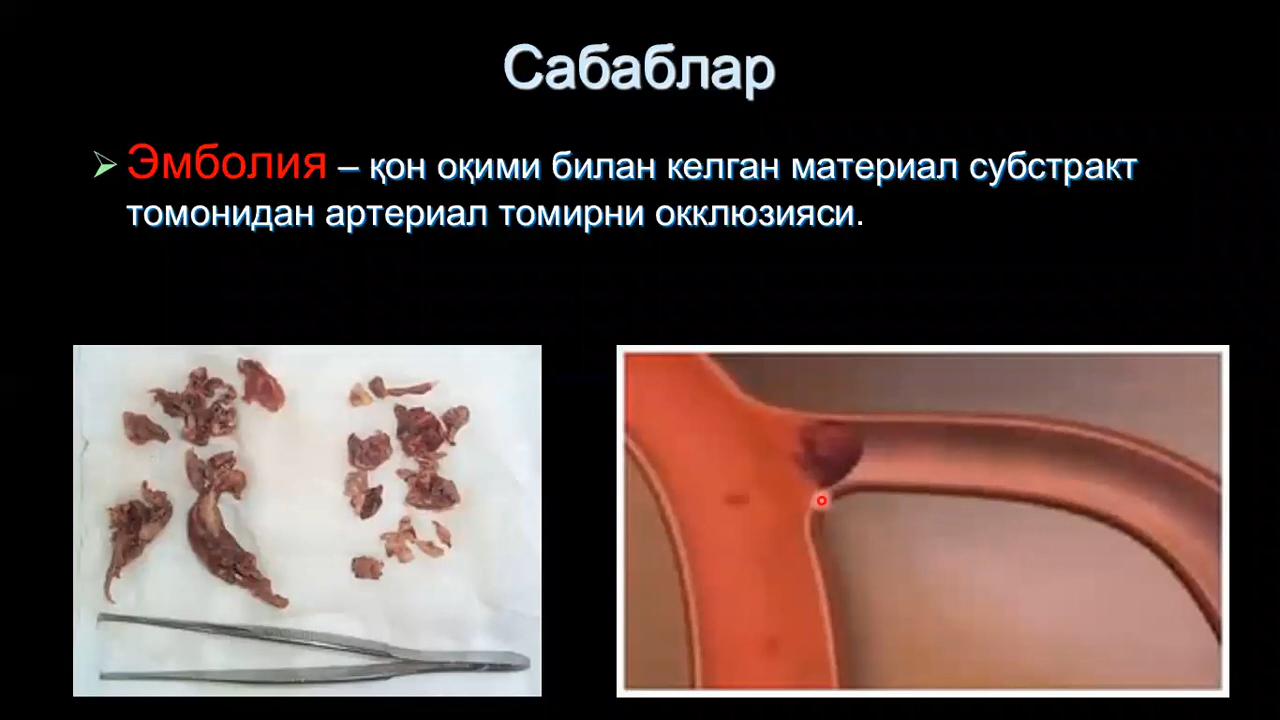 Сабаблар
Эмболия – қон оқими билан келган материал субстракт
томонидан артериал томирни окклюзияси.